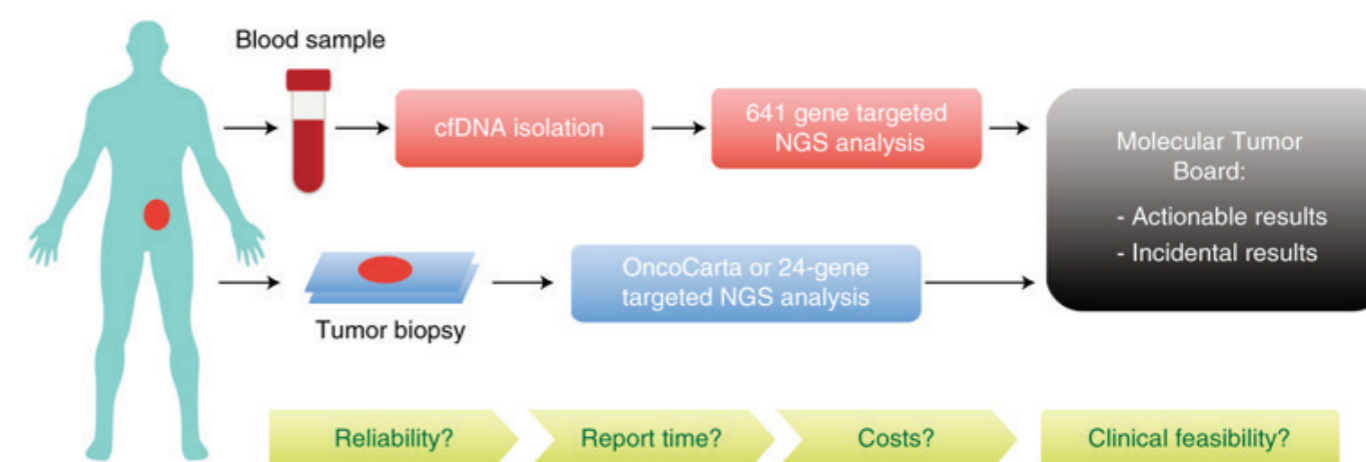 Blood sample
cfDNA isolation
641 gene targeted
NGS analysis
Molecular Tumor
Board:
- Actionable results
- Incidental results
OncoCarta or 24-gene
targeted NGS analysis
Tumor biopsy
Reliability?
Report time?
Costs?
Clinical feasibility?